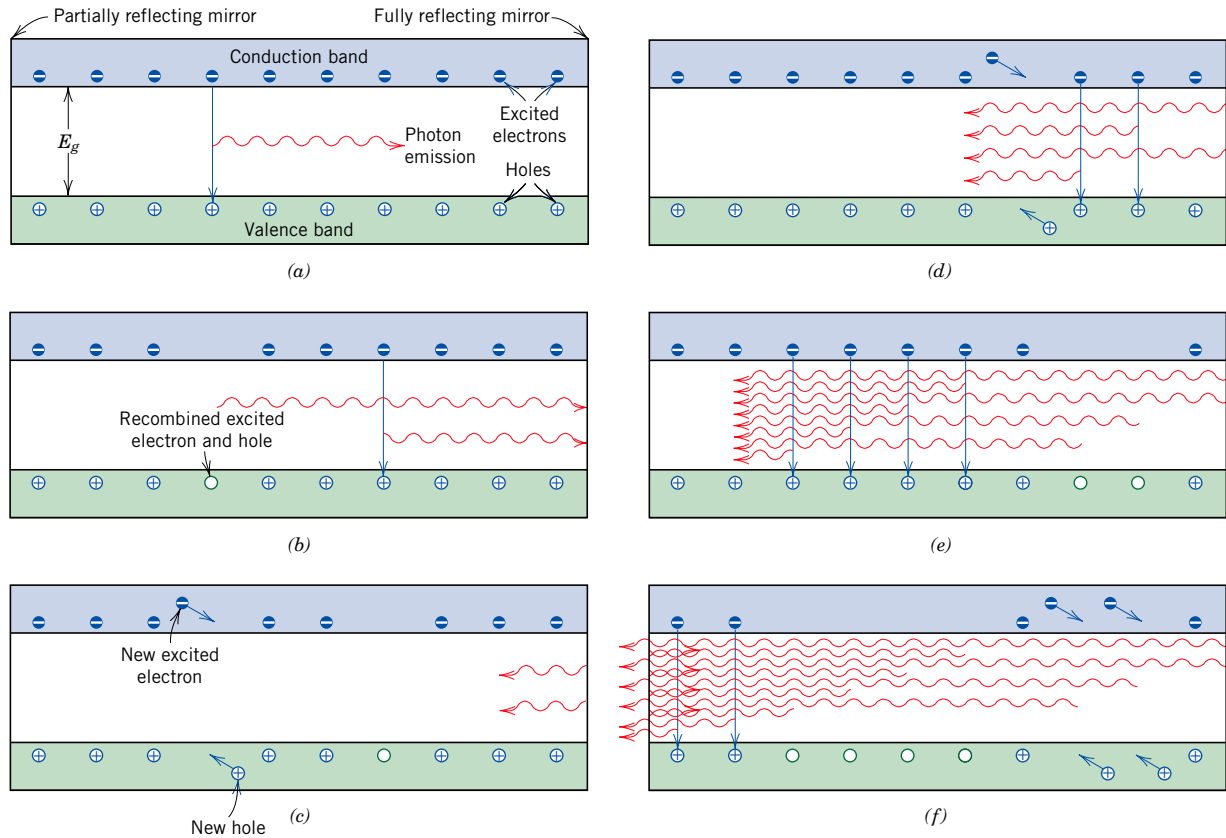 Partially reflecting mirror
Fully reflecting mirror
Conduction band
E_g
Excited
electrons
Photon
emission
Holes
Valence band
(a)
Recombined excited
electron and hole
(b)
New excited
electron
New hole
(c)
(d)
(e)
(f)